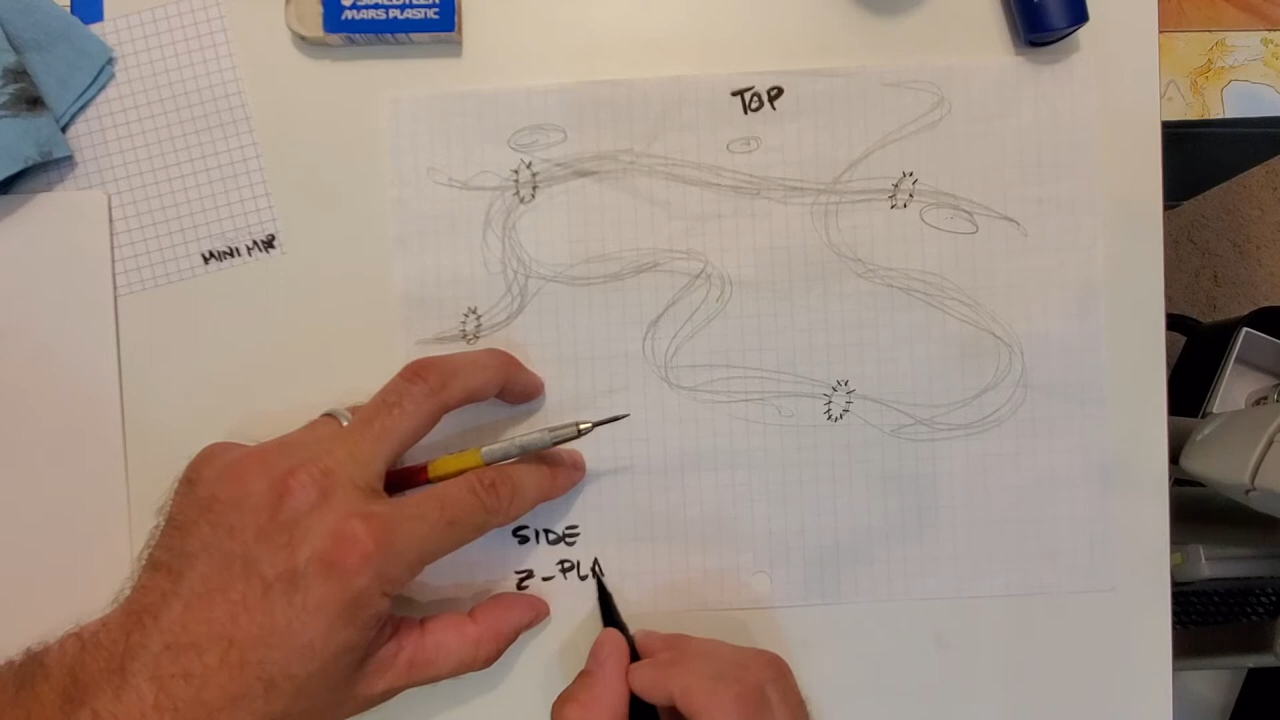 STAEDTLER
MARS PLASTIC
TOP
MINI MAP
SIDE
Z-PLA